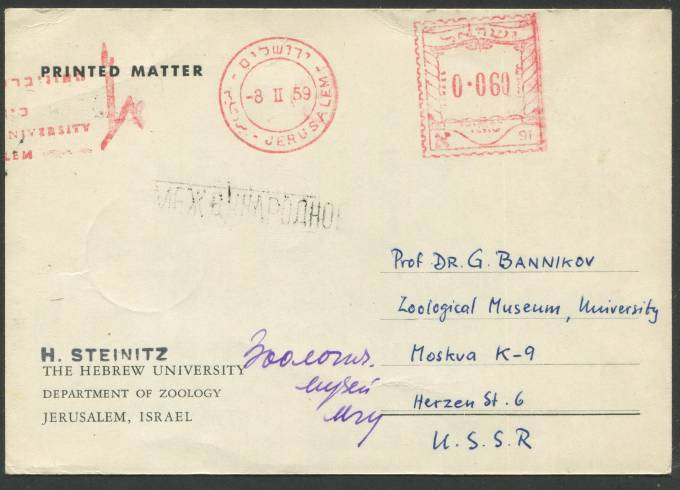 PRINTED MATTER
UNIVERSITY
ירושלים
-8 II 59
JERUSALEM
ישראל
0·060
МЕЖДУНАРОДНОЕ
Prof DR. G. BANNIKOV
Zoological Museum, University
Moskva K-9
Herzen St. 6
U.S.S.R
H. STEINITZ
THE HEBREW UNIVERSITY
DEPARTMENT OF ZOOLOGY
JERUSALEM, ISRAEL
Зоологич.
музей
МГУ